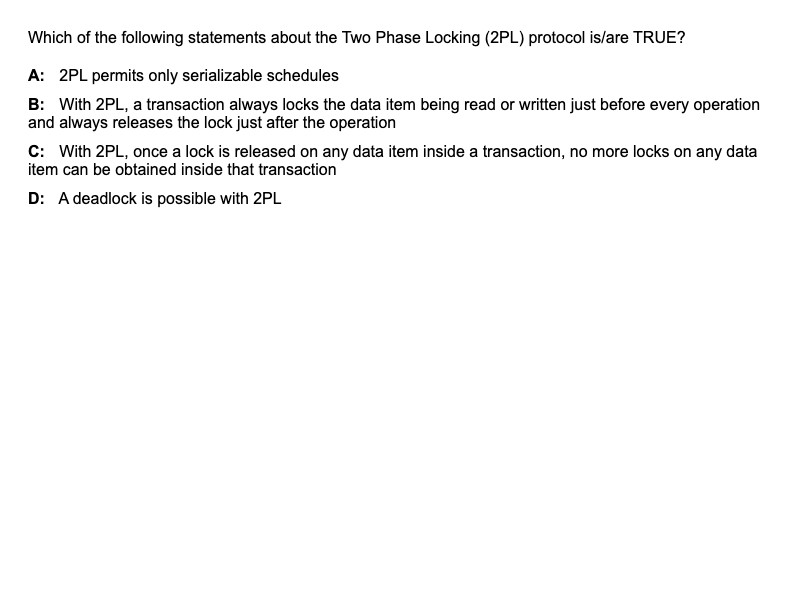 Which of the following statements about the Two Phase Locking (2PL) protocol is/are TRUE?
A: 2PL permits only serializable schedules
B: With 2PL, a transaction always locks the data item being read or written just before every operation
and always releases the lock just after the operation
C: With 2PL, once a lock is released on any data item inside a transaction, no more locks on any data
item can be obtained inside that transaction
D: A deadlock is possible with 2PL